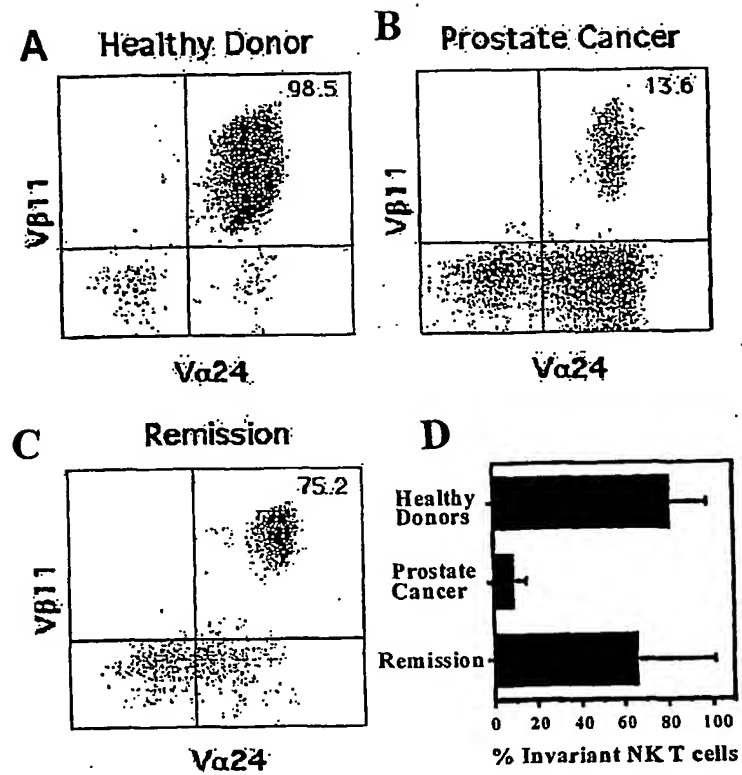 A Healthy Donor
98.5
Vβ11
Vα24
B Prostate Cancer
13.6
Vβ11
Vα24
C Remission
75.2
Vβ11
Vα24
D
Healthy
Donors
Prostate
Cancer
Remission
0 20 40 60 80 100
% Invariant NKT cells